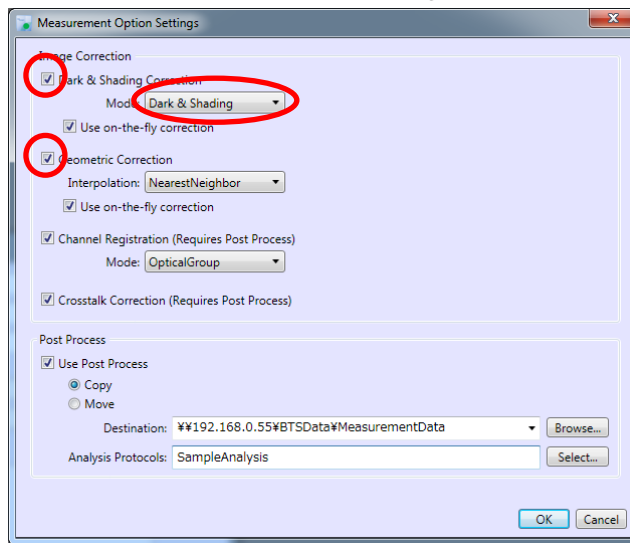 Measurement Option Settings
Image Correction
Dark & Shading Correction
Mode: Dark & Shading
Use on-the-fly correction
Geometric Correction
Interpolation: NearestNeighbor
Use on-the-fly correction
Channel Registration (Requires Post Process)
Mode: OpticalGroup
Crosstalk Correction (Requires Post Process)
Post Process
Use Post Process
Copy
Move
Destination: ¥¥192.168.0.55¥BTSData¥MeasurementData Browse...
Analysis Protocols: SampleAnalysis Select...
OK Cancel